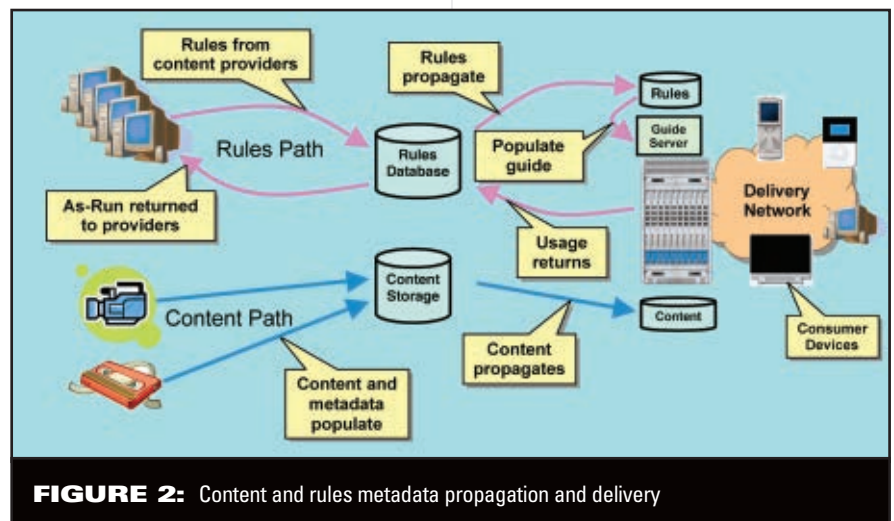 Rules from
content providers
Rules
propagate
Rules
Guide
Server
Rules Path
Rules
Database
Populate
guide
Delivery
Network
As-Run returned
to providers
Usage
returns
Content
Storage
Content Path
Content
Consumer
Devices
Content
propagates
Content and
metadata
populate
FIGURE 2: Content and rules metadata propagation and delivery